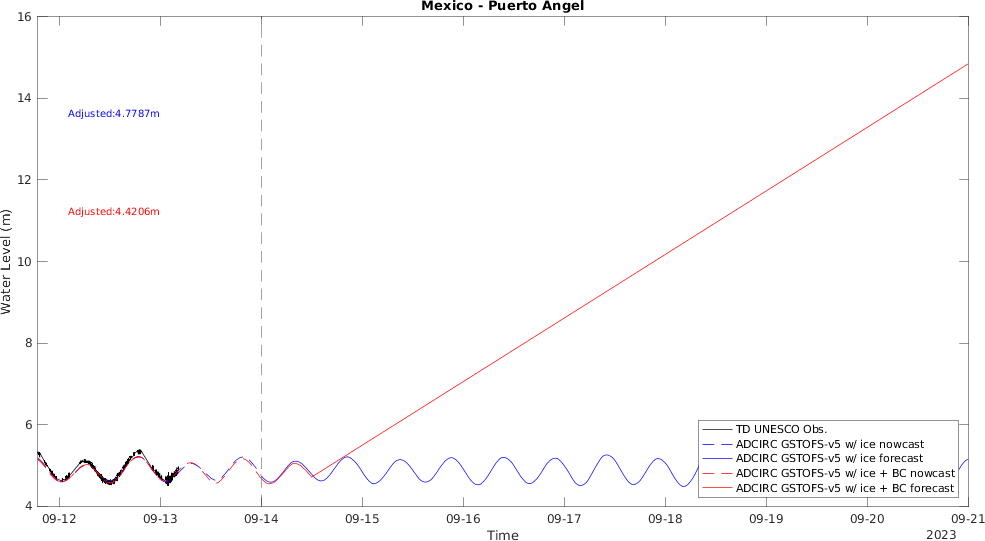 Mexico - Puerto Angel
16
14
12
10
8
6
4
Water Level (m)
Adjusted:4.7787m
Adjusted:4.4206m
TD UNESCO Obs.
ADCIRC GSTOFS-v5 w/ ice nowcast
ADCIRC GSTOFS-v5 w/ ice forecast
ADCIRC GSTOFS-v5 w/ ice + BC nowcast
ADCIRC GSTOFS-v5 w/ ice + BC forecast
09-12 09-13 09-14 09-15 09-16 09-17 09-18 09-19 09-20 09-21
Time
2023